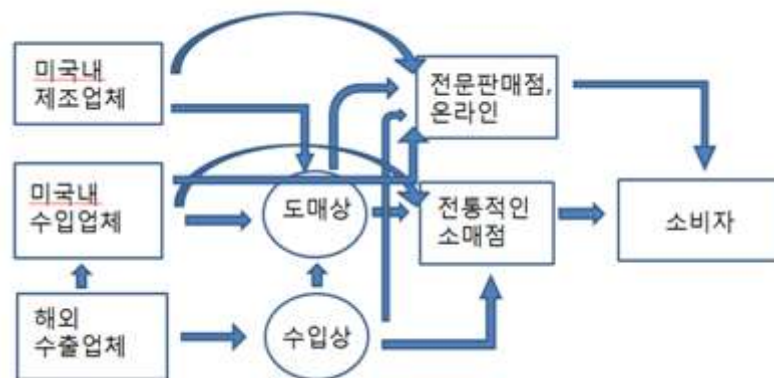 미국내
제조업체
전문판매점,
온라인
미국내
수입업체
도매상
전통적인
소매점
소비자
해외
수출업체
수입상